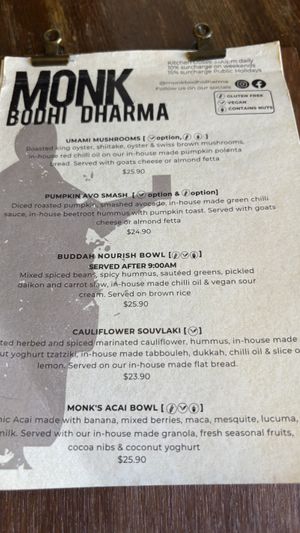 MONK
BODHI DHARMA
Kitchen closes 3:00pm daily
10% surcharge on weekends
15% surcharge Public Holidays
@monkbodhidharma
Follow us on our socials
GLUTEN FREE
VEGAN
CONTAINS NUTS
UMAMI MUSHROOMS [ option, ]
Roasted king oyster, shiitake, oyster & swiss brown mushrooms,
in-house red chilli oil on our in-house made pumpkin polenta
bread. Served with goats cheese or almond fetta
$25.90
PUMPKIN AVO SMASH [ option & option]
Diced roasted pumpkin, smashed avocado, in-house made green chilli
sauce, in-house beetroot hummus with pumpkin toast. Served with goats
cheese or almond fetta
$24.90
BUDDAH NOURISH BOWL [ ]
SERVED AFTER 9:00AM
Mixed spiced beans, spicy hummus, sautéed greens, pickled
daikon and carrot slaw, in-house made chilli oil & vegan sour
cream. Served on brown rice
$25.90
CAULIFLOWER SOUVLAKI [ ]
ted herbed and spiced marinated cauliflower, hummus, in-house made
ut yoghurt tzatziki, in-house made tabbouleh, dukkah, chilli oil & slice o
lemon. Served on our in-house made flat bread.
$23.90
MONK'S ACAI BOWL [ ]
nic Acai made with banana, mixed berries, maca, mesquite, lucuma,
milk. Served with our in-house made granola, fresh seasonal fruits,
cocoa nibs & coconut yoghurt
$25.90